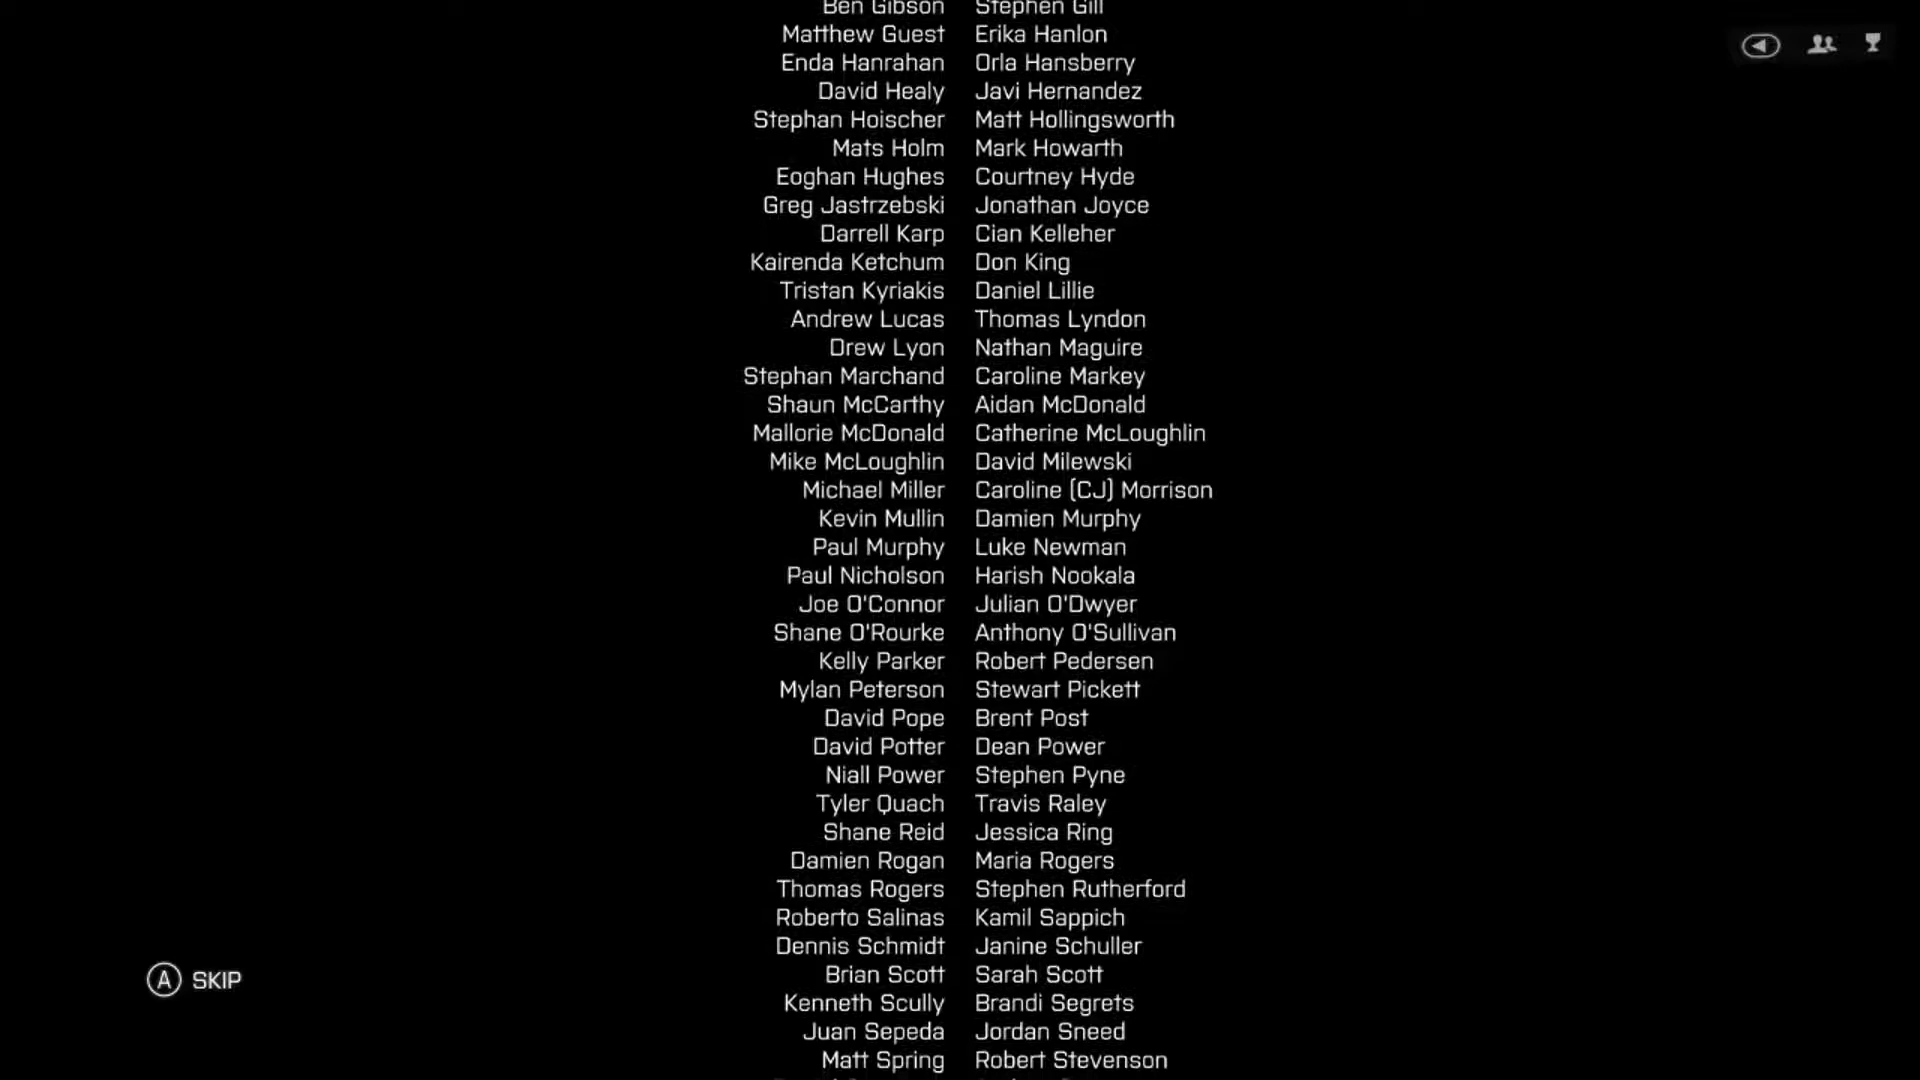 Ben Gibson Stephen Gill
Matthew Guest Erika Hanlon
Enda Hanrahan Orla Hansberry
David Healy Javi Hernandez
Stephan Hoischer Matt Hollingsworth
Mats Holm Mark Howarth
Eoghan Hughes Courtney Hyde
Greg Jastrzebski Jonathan Joyce
Darrell Karp Cian Kelleher
Kairenda Ketchum Don King
Tristan Kyriakis Daniel Lillie
Andrew Lucas Thomas Lyndon
Drew Lyon Nathan Maguire
Stephan Marchand Caroline Markey
Shaun McCarthy Aidan McDonald
Mallorie McDonald Catherine McLoughlin
Mike McLoughlin David Milewski
Michael Miller Caroline (CJ) Morrison
Kevin Mullin Damien Murphy
Paul Murphy Luke Newman
Paul Nicholson Harish Nookala
Joe O'Connor Julian O'Dwyer
Shane O'Rourke Anthony O'Sullivan
Kelly Parker Robert Pedersen
Mylan Peterson Stewart Pickett
David Pope Brent Post
David Potter Dean Power
Niall Power Stephen Pyne
Tyler Quach Travis Raley
Shane Reid Jessica Ring
Damien Rogan Maria Rogers
Thomas Rogers Stephen Rutherford
Roberto Salinas Kamil Sappich
Dennis Schmidt Janine Schuller
Brian Scott Sarah Scott
Kenneth Scully Brandi Segrets
Juan Sepeda Jordan Sneed
Matt Spring Robert Stevenson
A SKIP